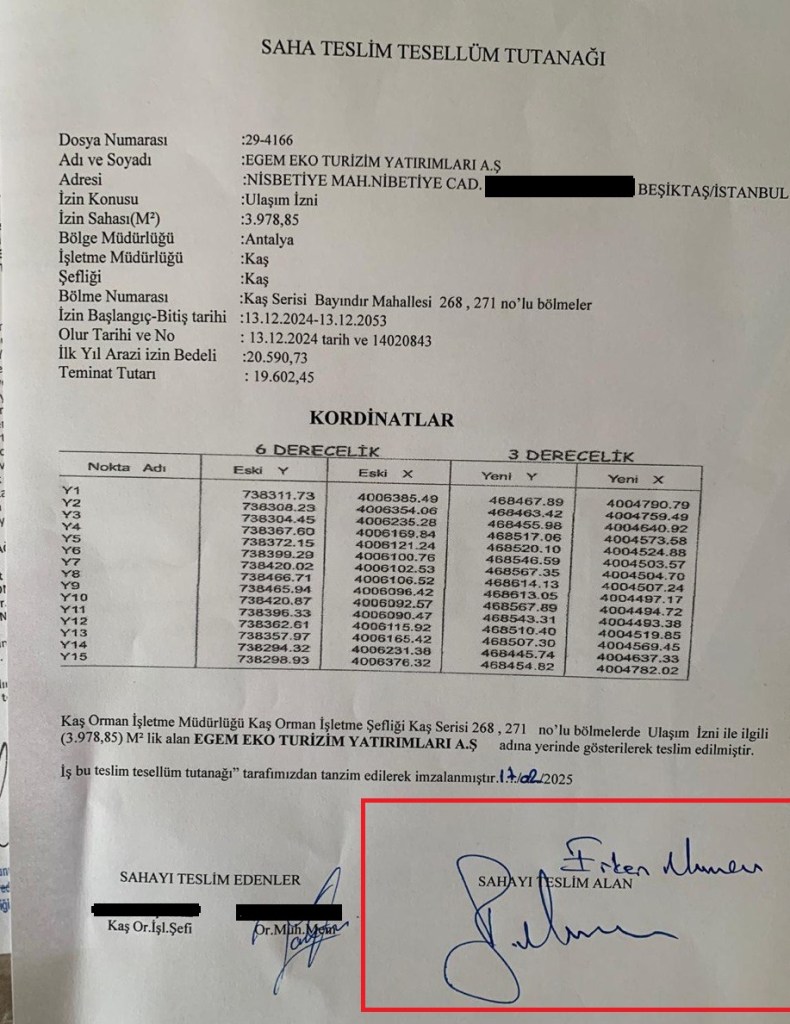 SAHA TESLİM TESELLÜM TUTANAĞI
Dosya Numarası :29-4166
Adı ve Soyadı :EGEM EKO TURİZİM YATIRIMLARI A.Ş
Adresi :NİSBETİYE MAH.NİBETİYE CAD. BEŞİKTAŞ/İSTANBUL
İzin Konusu :Ulaşım İzni
İzin Sahası(M²) :3.978,85
Bölge Müdürlüğü :Antalya
İşletme Müdürlüğü :Kaş
Şefliği :Kaş
Bölme Numarası :Kaş Serisi Bayındır Mahallesi 268 , 271 no’lu bölmeler
İzin Başlangıç-Bitiş tarihi :13.12.2024-13.12.2053
Olur Tarihi ve No : 13.12.2024 tarih ve 14020843
İlk Yıl Arazi izin Bedeli :20.590,73
Teminat Tutarı : 19.602,45
KORDİNATLAR
6 DERECELİK 3 DERECELİK
Nokta Adı Eski Y Eski X Yeni Y Yeni X
Y1 738311.73 4006385.49 468467.89 4004790.79
Y2 738308.23 4006354.06 468463.42 4004759.49
Y3 738304.45 4006235.28 468455.98 4004640.92
Y4 738367.60 4006169.84 468517.06 4004573.58
Y5 738372.15 4006121.24 468520.10 4004524.88
Y6 738399.29 4006100.76 468546.59 4004503.57
Y7 738420.02 4006102.53 468567.35 4004504.70
Y8 738466.71 4006106.52 468614.13 4004507.24
Y9 738465.94 4006096.42 468613.05 4004497.17
Y10 738420.87 4006092.57 468567.89 4004494.72
Y11 738396.33 4006090.47 468543.31 4004493.38
Y12 738362.61 4006115.92 468510.40 4004519.85
Y13 738357.97 4006165.42 468507.30 4004569.45
Y14 738294.32 4006231.38 468445.74 4004637.33
Y15 738298.93 4006376.32 468454.82 4004782.02
Kaş Orman İşletme Müdürlüğü Kaş Orman İşletme Şefliği Kaş Serisi 268 , 271 no’lu bölmelerde Ulaşım İzni ile ilgili
(3.978,85) M² lik alan EGEM EKO TURİZİM YATIRIMLARI A.Ş adına yerinde gösterilerek teslim edilmiştir.
İş bu teslim tesellüm tutanağı” tarafımızdan tanzim edilerek imzalanmıştır.17/02/2025
SAHAYI TESLİM EDENLER
SAHAYI TESLİM ALAN
Kaş Or.İşl.Şefi Or.Müh.